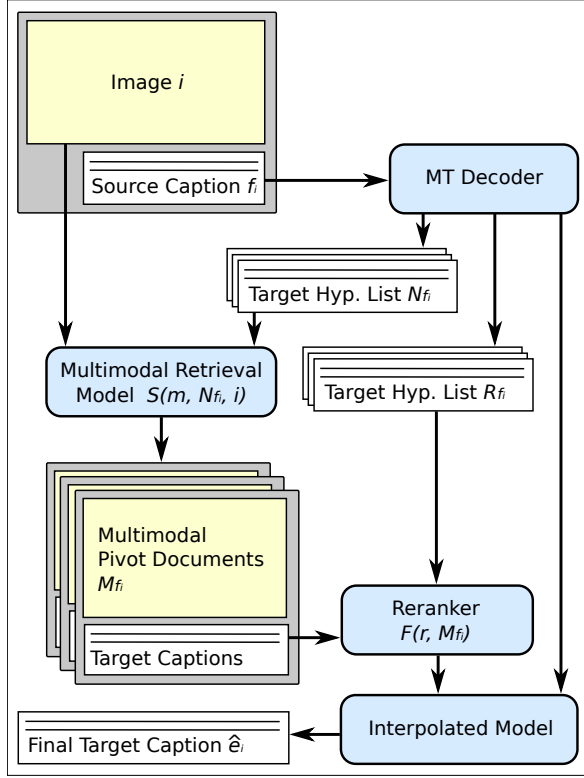 Image i
Source Caption fᵢ
MT Decoder
Target Hyp. List Nfᵢ
Multimodal Retrieval
Model S(m, Nfᵢ, i)
Target Hyp. List Rfᵢ
Multimodal
Pivot Documents
Mfᵢ
Target Captions
Reranker
F(r, Mfᵢ)
Interpolated Model
Final Target Caption êᵢ